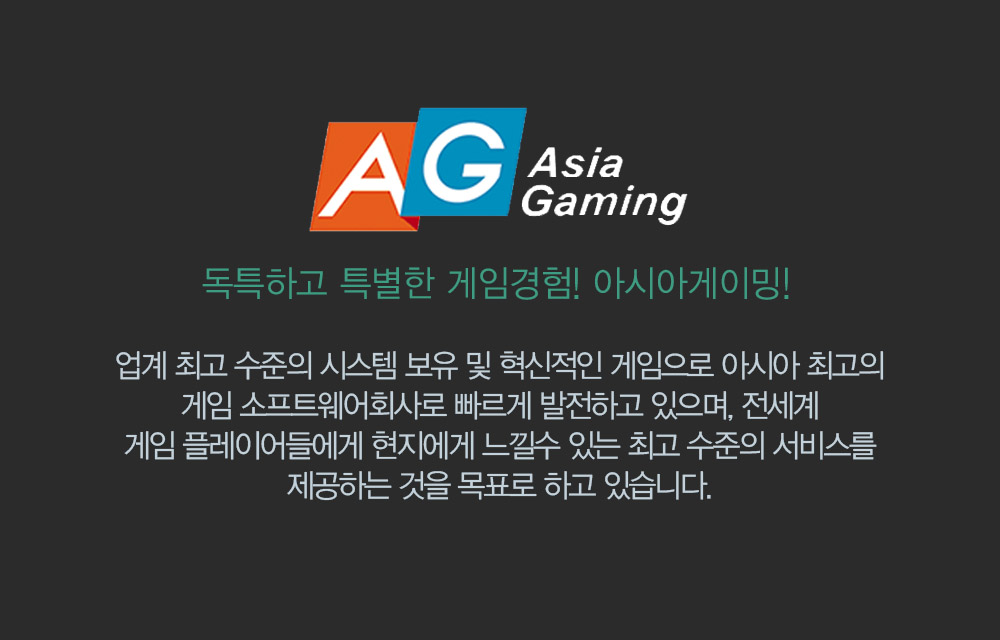 AG Asia
Gaming
독특하고 특별한 게임경험! 아시아게이밍!
업계 최고 수준의 시스템 보유 및 혁신적인 게임으로 아시아 최고의
게임 소프트웨어회사로 빠르게 발전하고 있으며, 전세계
게임 플레이어들에게 현지에게 느낄수 있는 최고 수준의 서비스를
제공하는 것을 목표로 하고 있습니다.